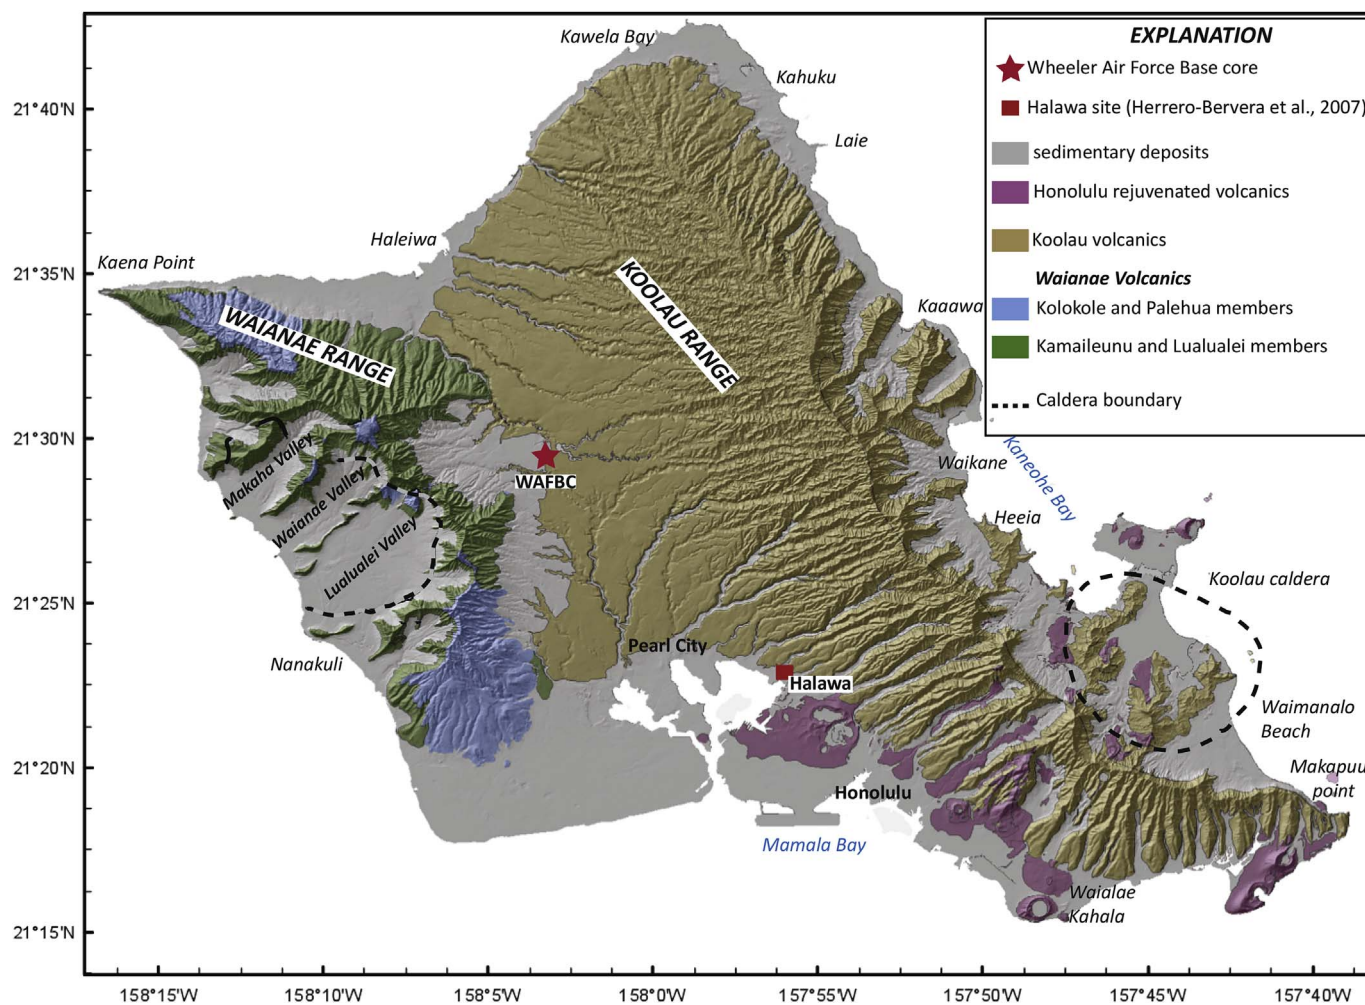 EXPLANATION
Wheeler Air Force Base core
Halawa site (Herrero-Bervera et al., 2007)
sedimentary deposits
Honolulu rejuvenated volcanics
Koolau volcanics
Waianae Volcanics
Kolokole and Palehua members
Kamaileunu and Lualualei members
Caldera boundary
21°40'N
21°35'N
21°30'N
21°25'N
21°20'N
21°15'N
Kawela Bay
Kahuku
Laie
Haleiwa
Kaena Point
WAIANAE RANGE
KOOLAU RANGE
Kaaawa
Makaha Valley
Waianae Valley
Lualualei Valley
WAFBC
Waikane
Kaneohe Bay
Heeia
Koolau caldera
Nanakuli
Pearl City
Halawa
Waimanalo
Beach
Makapuu
point
Honolulu
Mamala Bay
Waialae
Kahala
158°15'W
158°10'W
158°5'W
158°0'W
157°55'W
157°50'W
157°45'W
157°40'W